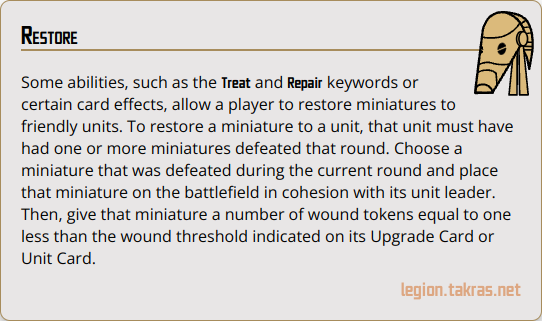 Restore
Some abilities, such as the Treat and Repair keywords or
certain card effects, allow a player to restore miniatures to
friendly units. To restore a miniature to a unit, that unit must have
had one or more miniatures defeated that round. Choose a
miniature that was defeated during the current round and place
that miniature on the battlefield in cohesion with its unit leader.
Then, give that miniature a number of wound tokens equal to one
less than the wound threshold indicated on its Upgrade Card or
Unit Card.
legion.takras.net